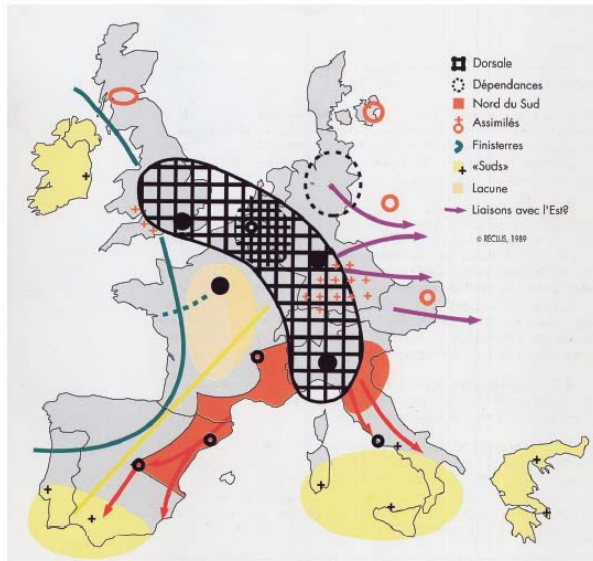 Dorsale
Dépendances
Nord du Sud
Assimilés
Finisterres
«Suds»
Lacune
Liaisons avec l'Est?
© RECLUS, 1989